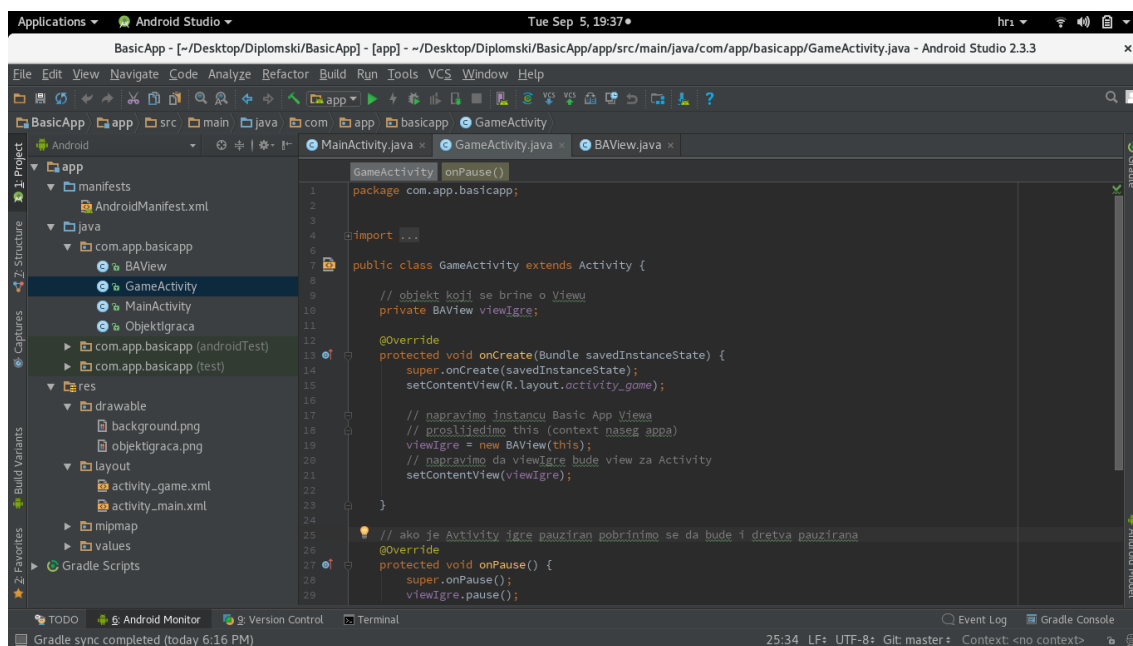 Applications Android Studio Tue Sep 5, 19:37 hr₁
BasicApp - [~/Desktop/Diplomski/BasicApp] - [app] - ~/Desktop/Diplomski/BasicApp/app/src/main/java/com/app/basicapp/GameActivity.java - Android Studio 2.3.3
File Edit View Navigate Code Analyze Refactor Build Run Tools VCS Window Help
app VCS VCS ?
BasicApp app src main java com app basicapp GameActivity
Android MainActivity.java GameActivity.java BAView.java
1: Project
7: Structure
Captures
Build Variants
2: Favorites
app
manifests
AndroidManifest.xml
java
com.app.basicapp
BAView
GameActivity
MainActivity
ObjektIgraca
com.app.basicapp (androidTest)
com.app.basicapp (test)
res
drawable
background.png
objektigraca.png
layout
activity_game.xml
activity_main.xml
mipmap
values
Gradle Scripts
GameActivity onPause()
1 package com.app.basicapp;
2
3
4 import ...
6
7 public class GameActivity extends Activity {
8
9 // objekt koji se brine o Viewu
10 private BAView viewIgre;
11
12 @Override
13 protected void onCreate(Bundle savedInstanceState) {
14 super.onCreate(savedInstanceState);
15 setContentView(R.layout.activity_game);
16
17 // napravimo instancu Basic App Viewa
18 // proslijedimo this (context naseg appa)
19 viewIgre = new BAView(this);
20 // napravimo da viewIgre bude view za Activity
21 setContentView(viewIgre);
22
23 }
24
25 // ako je Avtivity igre pauziran pobrinimo se da bude i dretva pauzirana
26 @Override
27 protected void onPause() {
28 super.onPause();
29 viewIgre.pause();
Gradle
Android Model
TODO 6: Android Monitor 9: Version Control Terminal Event Log Gradle Console
Gradle sync completed (today 6:16 PM) 25:34 LF÷ UTF-8÷ Git: master÷ Context: <no context>